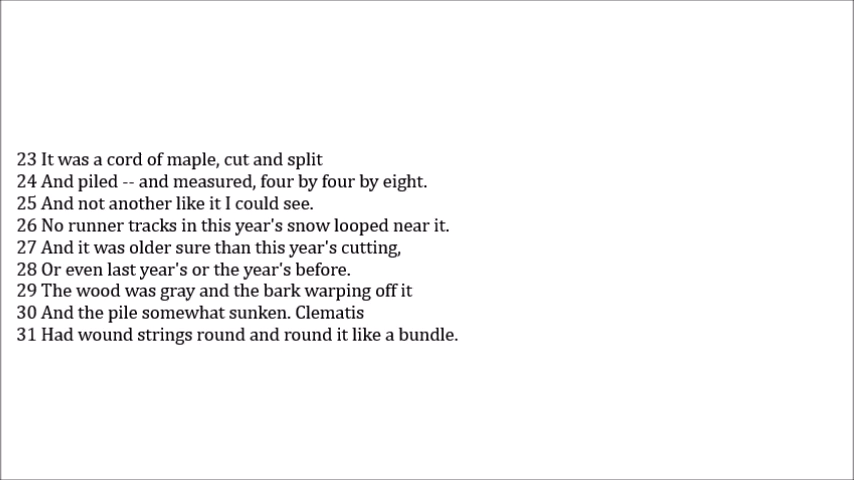 23 It was a cord of maple, cut and split
24 And piled -- and measured, four by four by eight.
25 And not another like it I could see.
26 No runner tracks in this year's snow looped near it.
27 And it was older sure than this year's cutting,
28 Or even last year's or the year's before.
29 The wood was gray and the bark warping off it
30 And the pile somewhat sunken. Clematis
31 Had wound strings round and round it like a bundle.